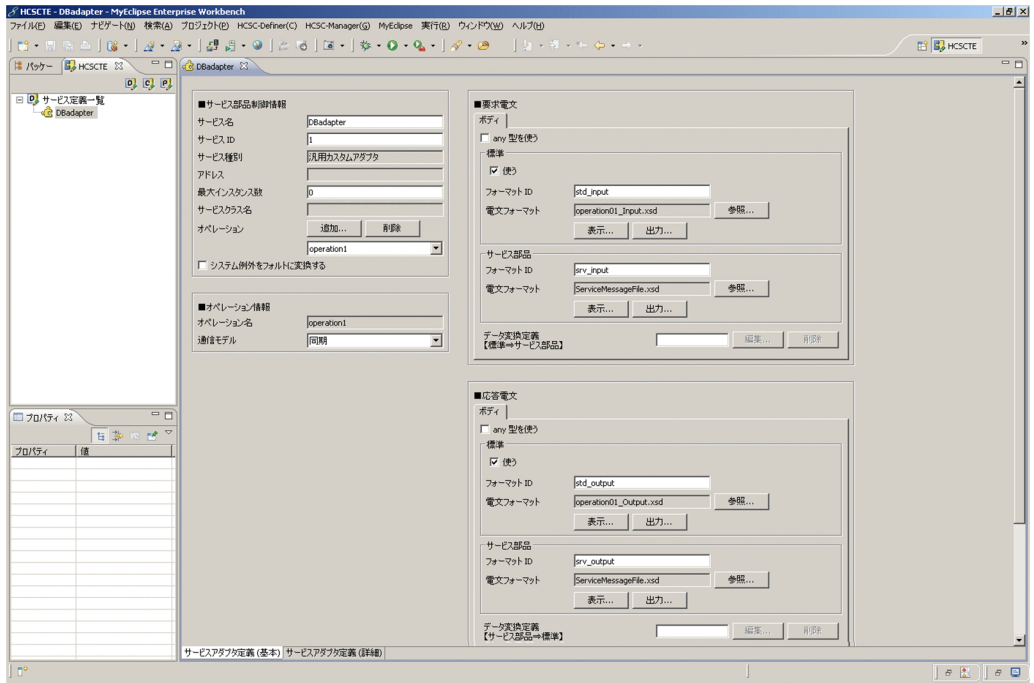 HCSCTE - DBadapter - MyEclipse Enterprise Workbench
ファイル(F) 編集(E) ナビゲート(N) 検索(A) プロジェクト(P) HCSC-Definer(C) HCSC-Manager(G) MyEclipse 実行(R) ウィンドウ(W) ヘルプ(H)
HCSCTE
パッケー HCSCTE
DBadapter
サービス定義一覧
DBadapter
■サービス部品制御情報
サービス名 DBadapter
サービス ID 1
サービス種別 汎用カスタムアダプタ
アドレス
最大インスタンス数 0
サービスクラス名
オペレーション 追加... 削除
operation1
システム例外をフォルトに変換する
■オペレーション情報
オペレーション名 operation1
通信モデル 同期
■要求電文
ボディ
any 型を使う
標準
使う
フォーマット ID std_input
電文フォーマット operation01_Input.xsd 参照...
表示... 出力...
サービス部品
フォーマット ID srv_input
電文フォーマット ServiceMessageFile.xsd 参照...
表示... 出力...
データ変換定義
【標準⇒サービス部品】 編集... 削除
■応答電文
ボディ
any 型を使う
標準
使う
フォーマット ID std_output
電文フォーマット operation01_Output.xsd 参照...
表示... 出力...
サービス部品
フォーマット ID srv_output
電文フォーマット ServiceMessageFile.xsd 参照...
表示... 出力...
データ変換定義
【サービス部品⇒標準】 編集... 削除
プロパティ
プロパティ 値
サービスアダプタ定義 (基本) サービスアダプタ定義 (詳細)